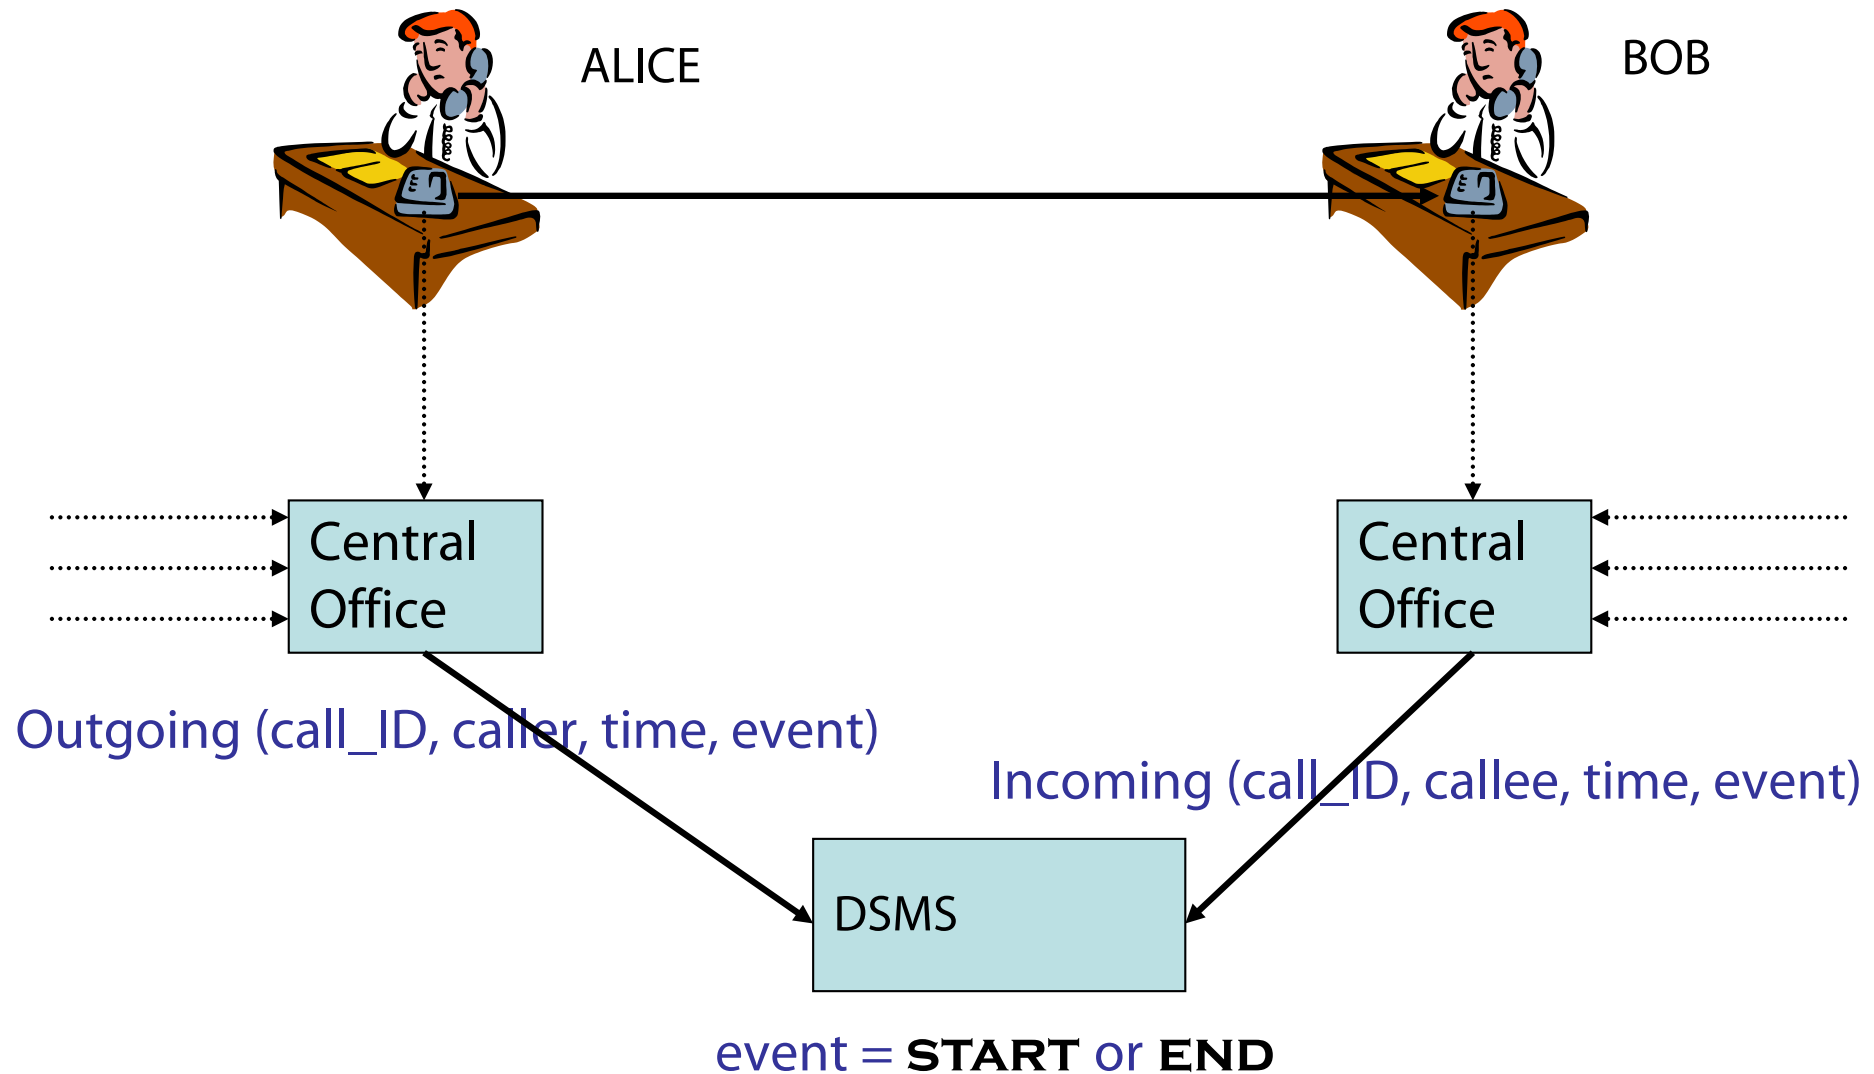 ALICE
BOB
Central
Office
Central
Office
Outgoing (call_ID, caller, time, event)
Incoming (call_ID, callee, time, event)
DSMS
event = START or END